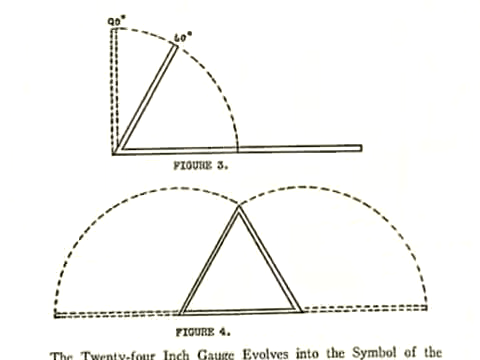 90°
60°
FIGURE 3.
FIGURE 4.
The Twenty-four Inch Gauge Evolves into the Symbol of the